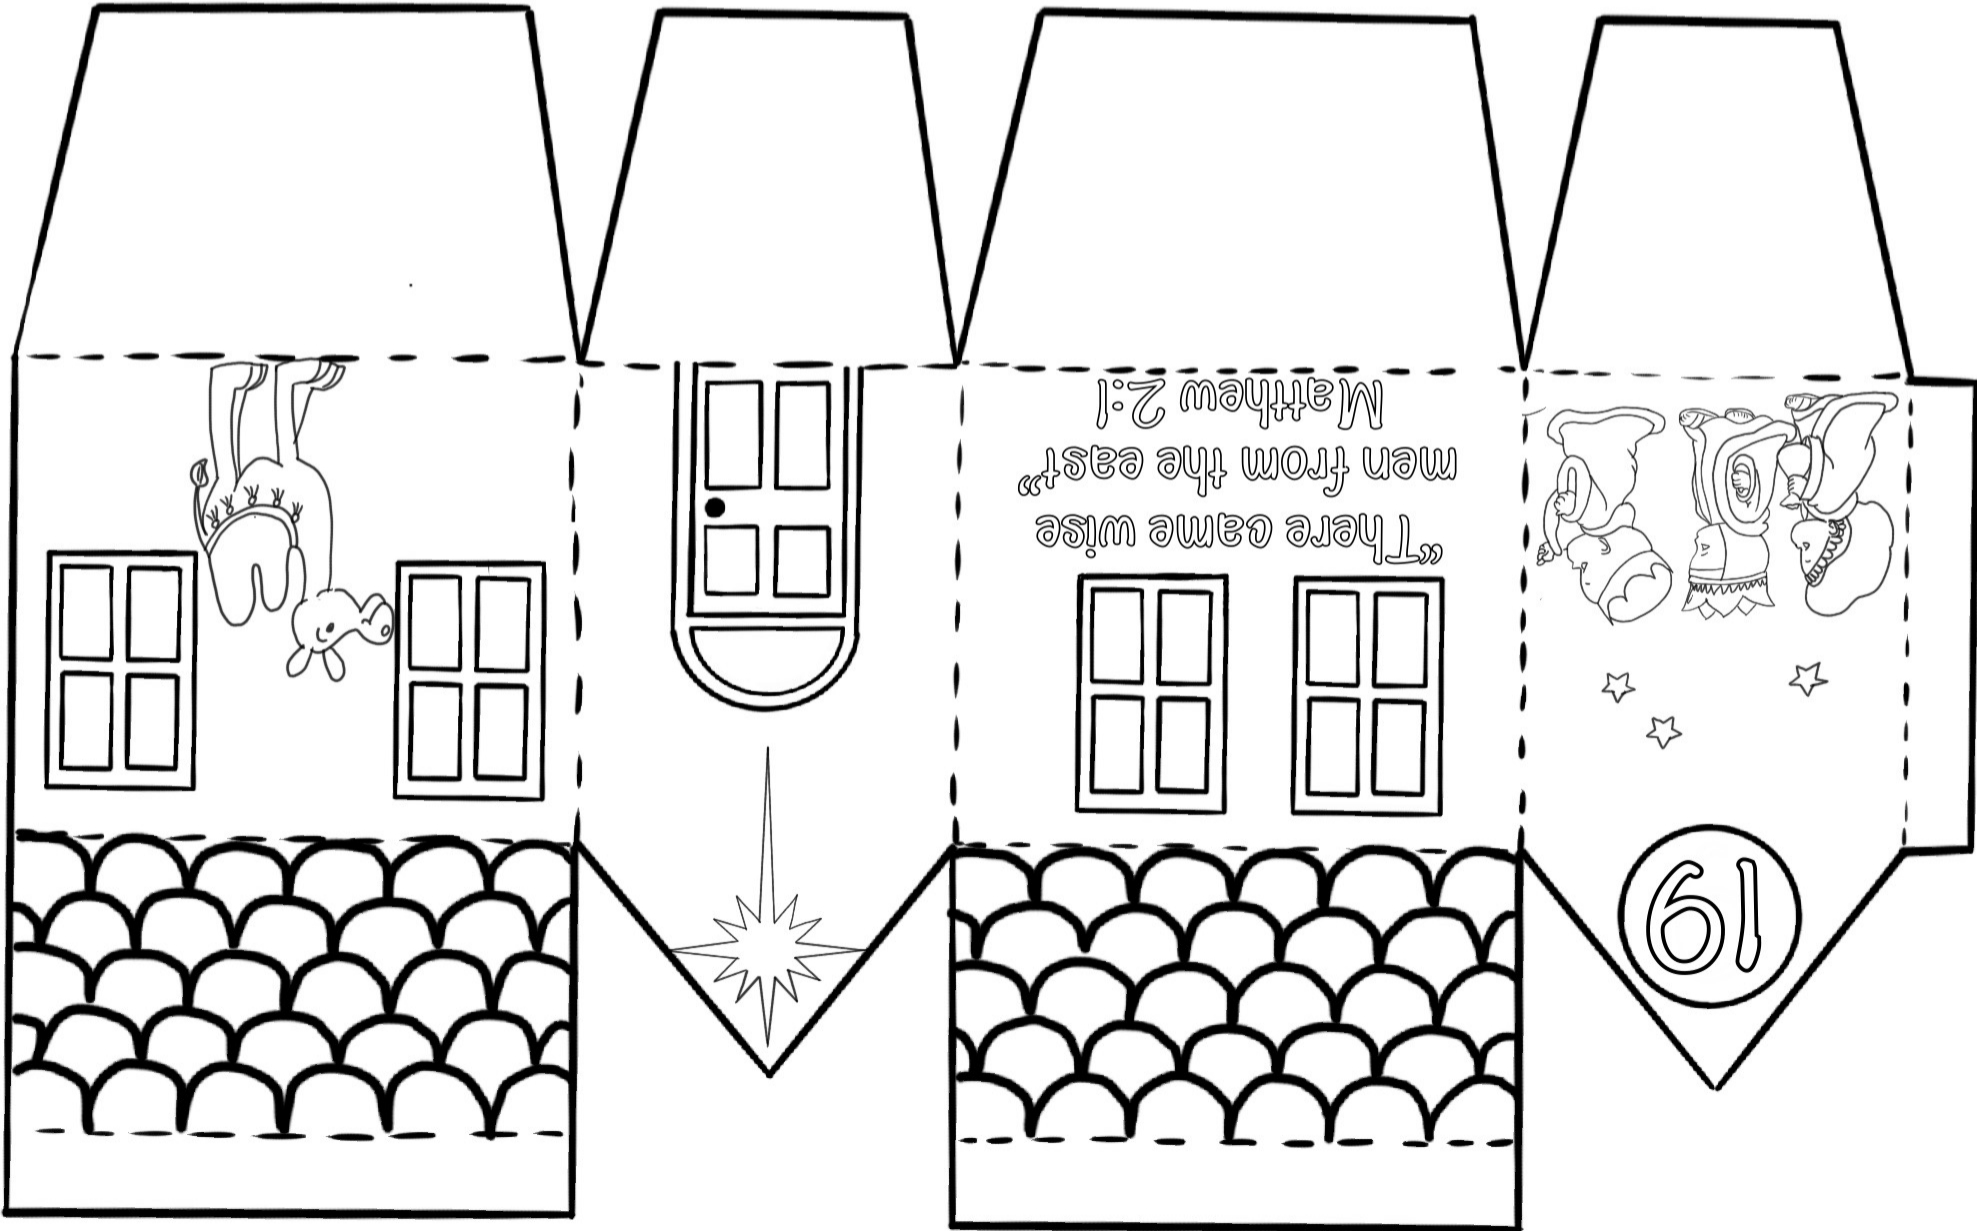 “There came wise
men from the east”
Matthew 2:1
19